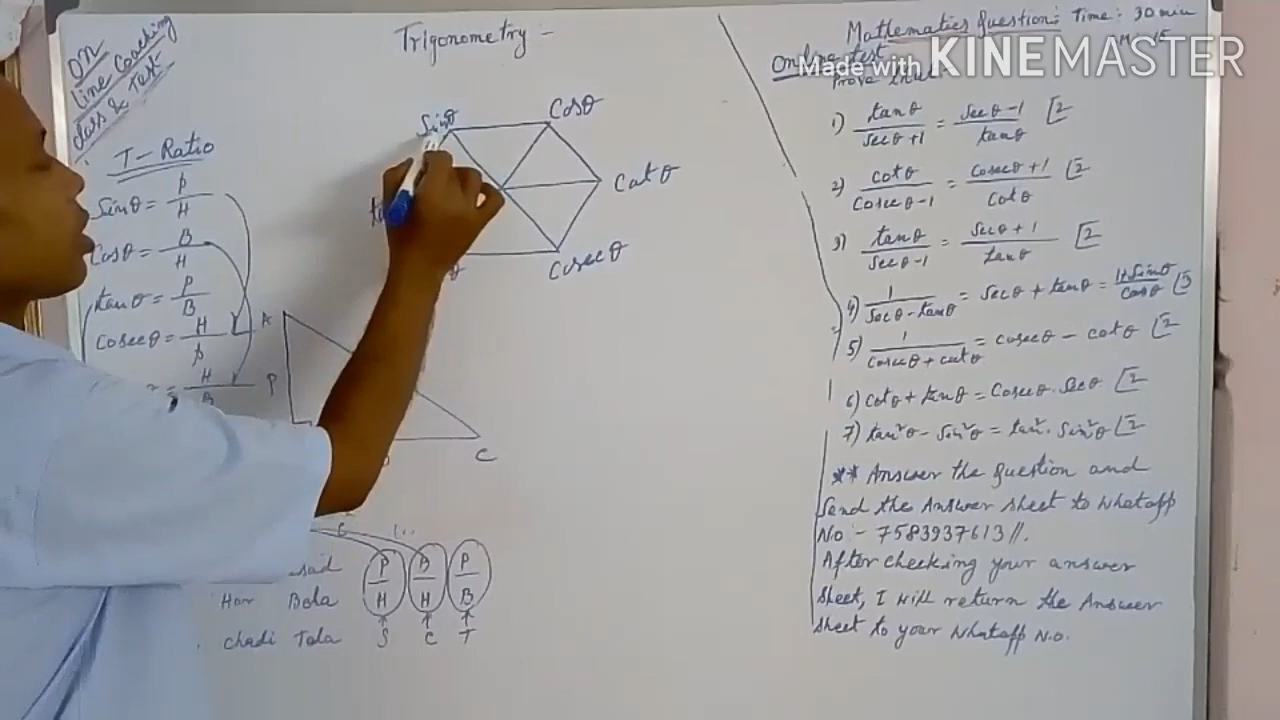 ON
line Coaching
class & Test
Trigonometry -
T - Ratio
Sinθ = P/H
Cosθ = B/H
tanθ = P/B
Cosecθ = H/P
= H/B
Sinθ
Cosθ
Catθ
Cosecθ
θ
A
P
C
P/H B/H P/B
Har Bola
chadi Tola
S C T
Mathematics Question: Time: 30 min
Online test
Made with KINEMASTER
Prove that
1) tanθ/secθ+1 = secθ-1/tanθ [2
2) cotθ/Cosecθ-1 = Cosecθ+1/Cotθ [2
3) tanθ/Secθ-1 = Secθ+1/tanθ [2
4) 1/Secθ-tanθ = Secθ + tanθ = 1+Sinθ/Cosθ [3
5) 1/Cosecθ+cotθ = cosecθ - cotθ [2
6) cotθ + tanθ = Cosecθ. Secθ [2
7) tan²θ - Sin²θ = tan². Sin²θ [2
** Answer the Question and
Send the Answer sheet to Whatapp
No :- 7583937613//.
After checking your answer
Sheet, I will return the Answer
Sheet to your Whatapp No.